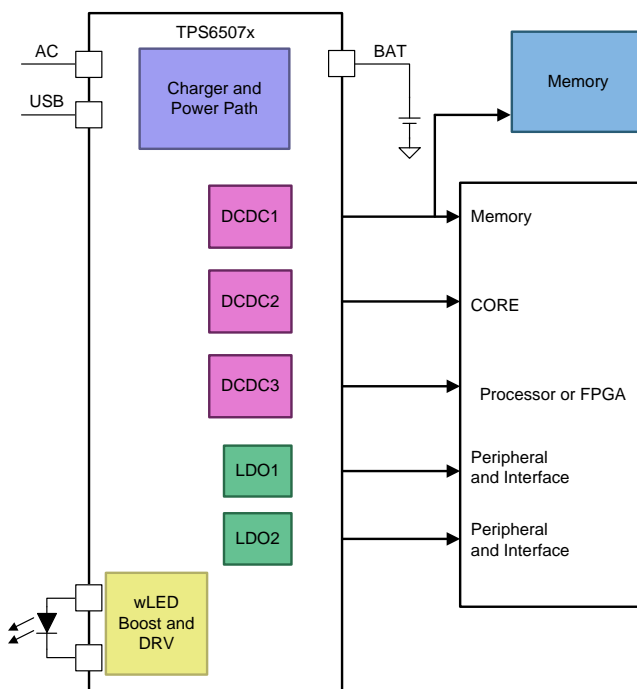 TPS6507x
AC
USB
BAT
Charger and
Power Path
Memory
DCDC1
Memory
DCDC2
CORE
DCDC3
Processor or FPGA
LDO1
Peripheral
and Interface
LDO2
Peripheral
and Interface
wLED
Boost and
DRV